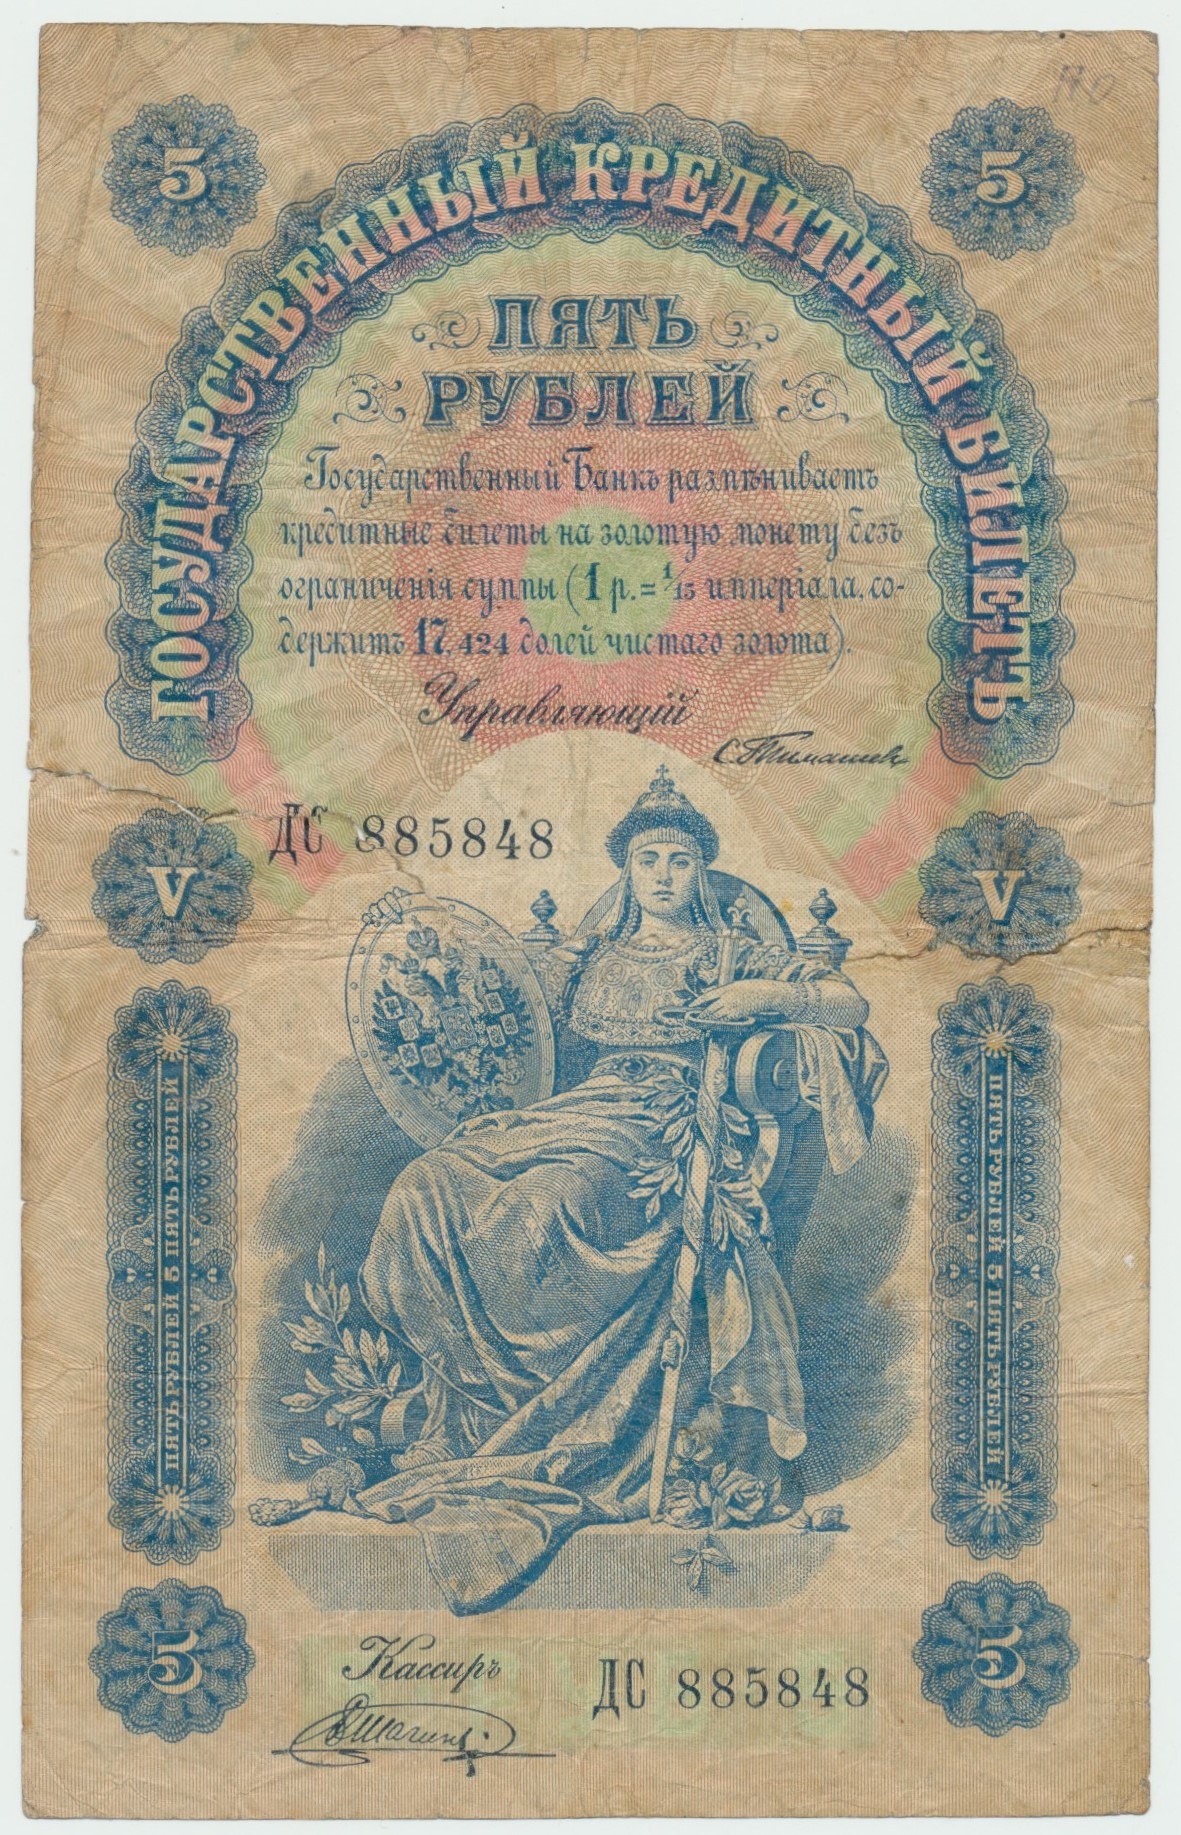 170
5 5
ГОСУДАРСТВЕННЫЙ КРЕДИТНЫЙ БИЛЕТЪ
ПЯТЬ
РУБЛЕЙ
Государственный Банкъ размѣниваетъ
кредитные билеты на золотую монету безъ
ограниченія суммы (1 р. = 1/15 имперіала, со-
держитъ 17,424 долей чистаго золота).
Управляющій
С. Тимашев
ДС 885848
V V
ПЯТЬ РУБЛЕЙ 5 ПЯТЬ РУБЛЕЙ
ПЯТЬ РУБЛЕЙ 5 ПЯТЬ РУБЛЕЙ
5 5
Кассиръ
ДС 885848